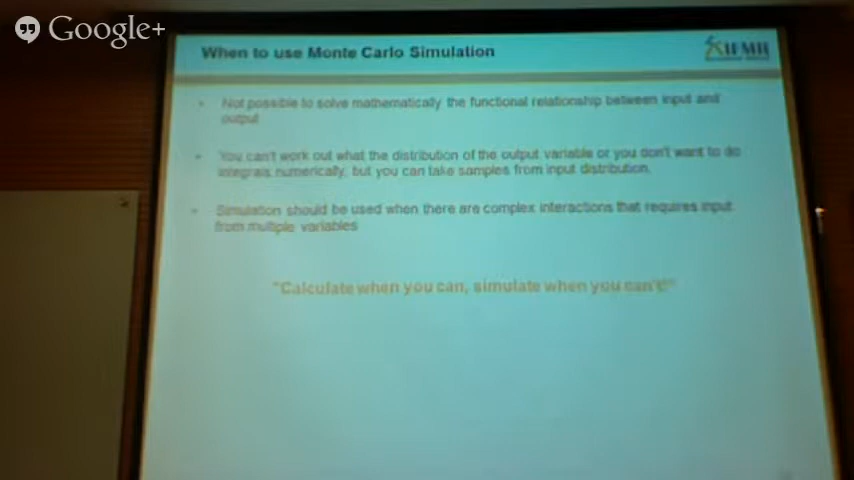 Google+
When to use Monte Carlo Simulation
IFMR
Not possible to solve mathematically the functional relationship between input and
output
You can't work out what the distribution of the output variable or you don't want to do
integrals numerically, but you can take samples from input distribution.
Simulation should be used when there are complex interactions that requires input
from multiple variables
"Calculate when you can, simulate when you can't!"